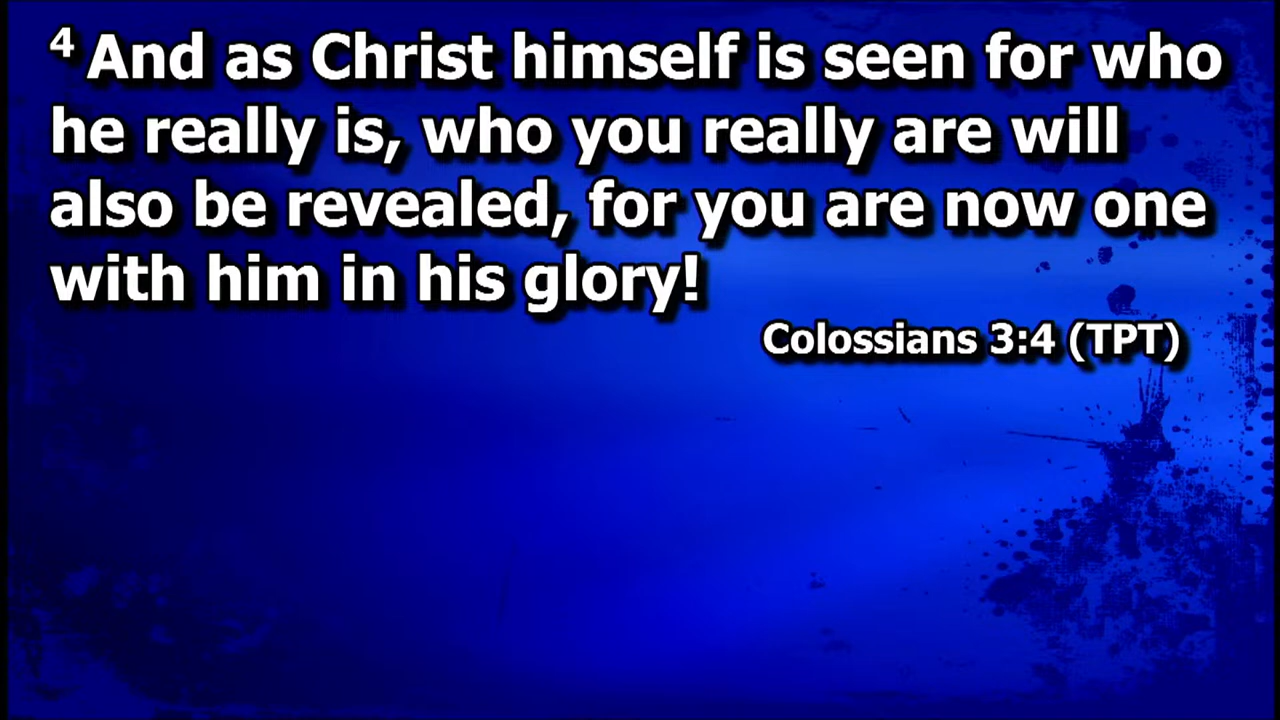 4 And as Christ himself is seen for who
he really is, who you really are will
also be revealed, for you are now one
with him in his glory!
Colossians 3:4 (TPT)